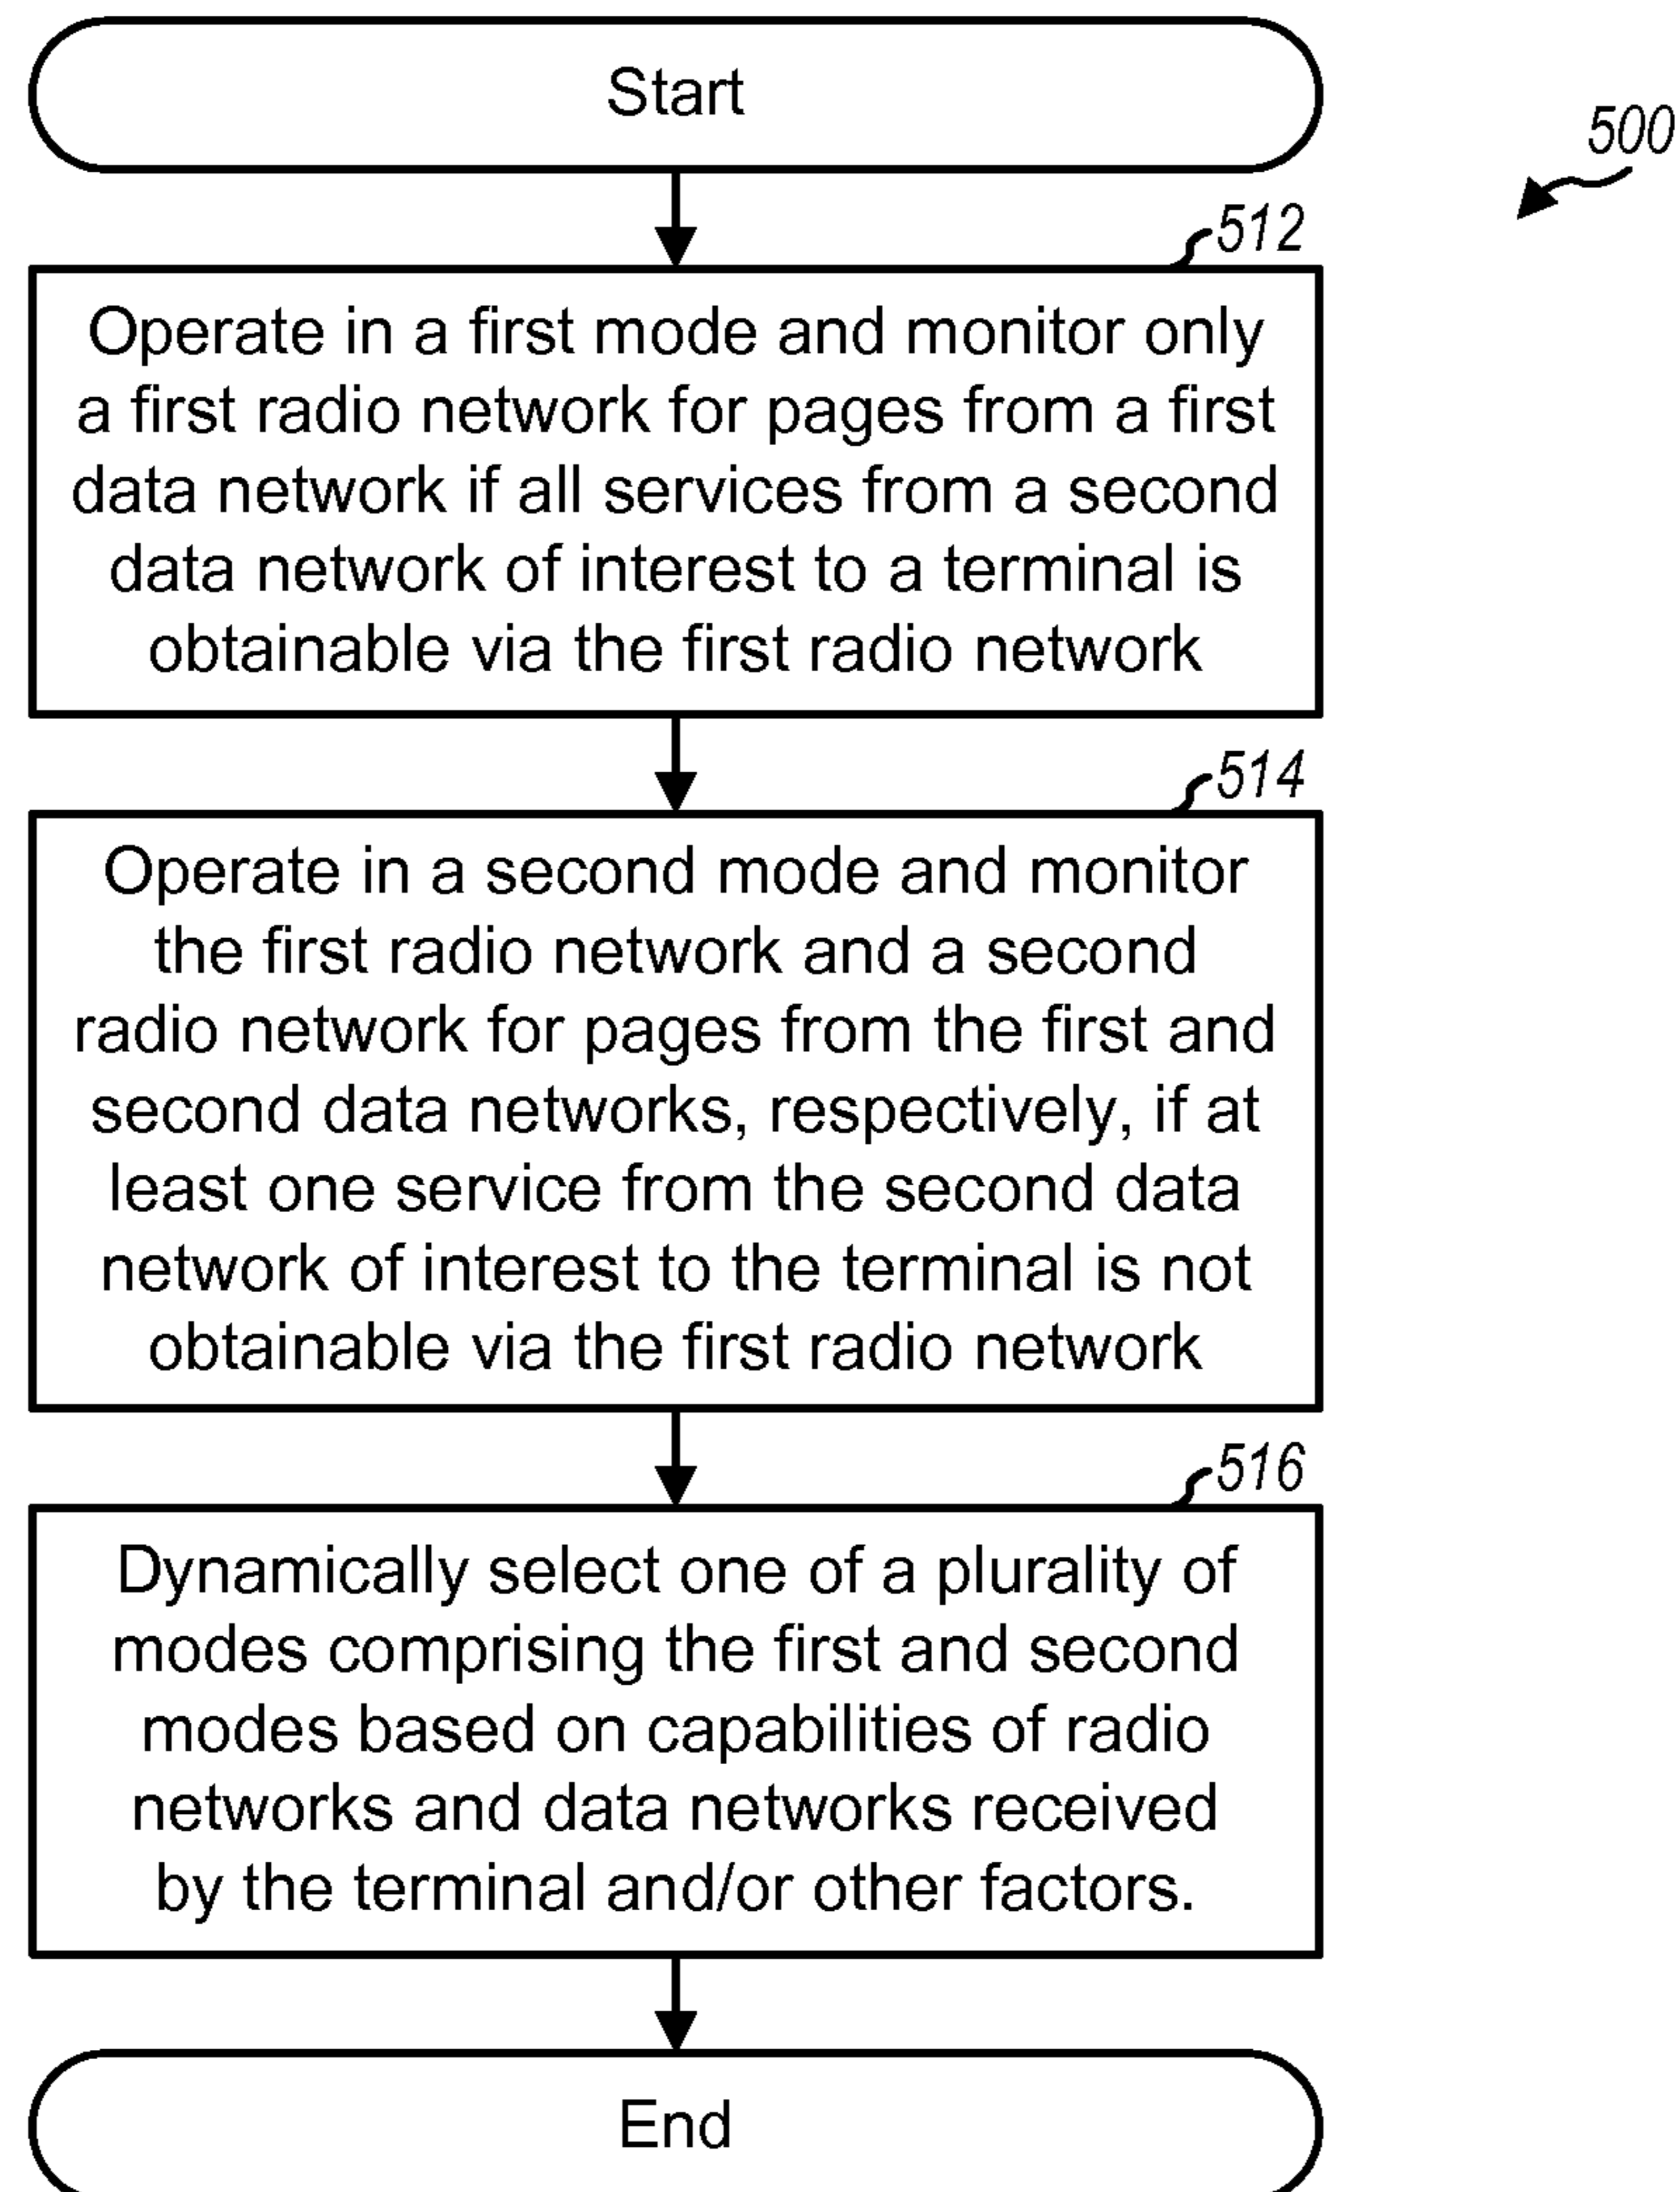 Start
500
512
Operate in a first mode and monitor only
a first radio network for pages from a first
data network if all services from a second
data network of interest to a terminal is
obtainable via the first radio network
514
Operate in a second mode and monitor
the first radio network and a second
radio network for pages from the first and
second data networks, respectively, if at
least one service from the second data
network of interest to the terminal is not
obtainable via the first radio network
516
Dynamically select one of a plurality of
modes comprising the first and second
modes based on capabilities of radio
networks and data networks received
by the terminal and/or other factors.
End